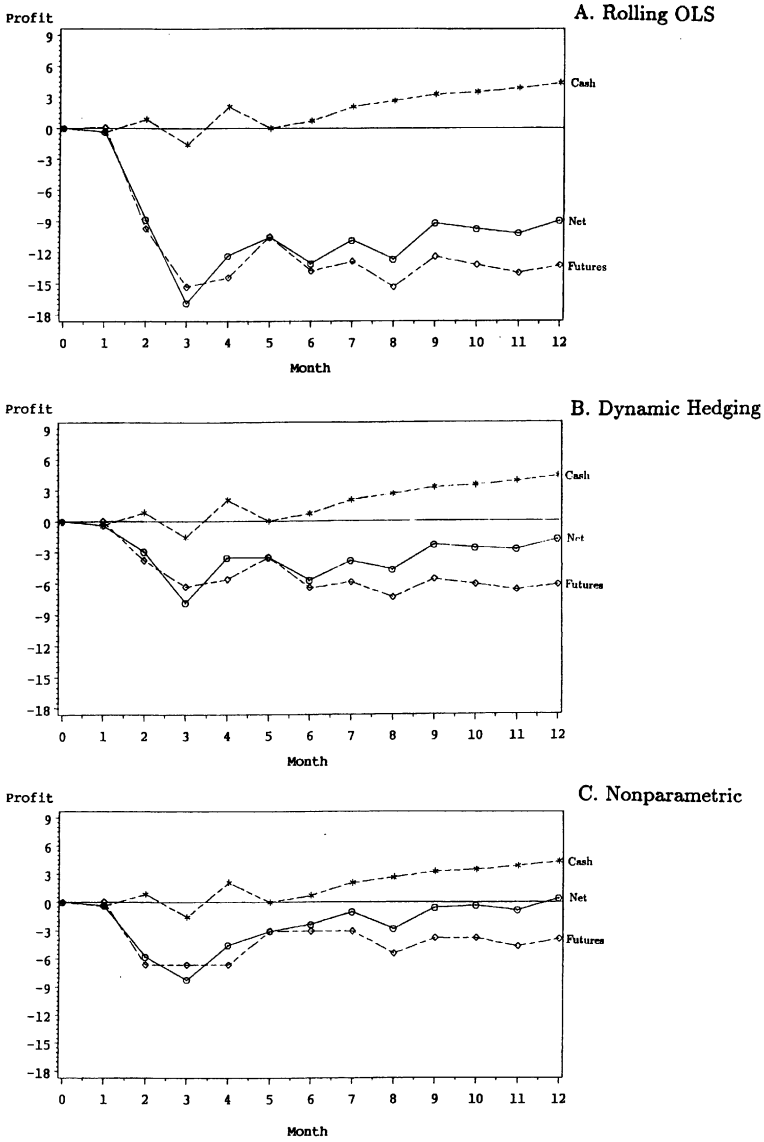 A. Rolling OLS
Profit
9
6
3
0
-3
-6
-9
-12
-15
-18
Cash
Net
Futures
0 1 2 3 4 5 6 7 8 9 10 11 12
Month
B. Dynamic Hedging
Profit
9
6
3
0
-3
-6
-9
-12
-15
-18
Cash
Net
Futures
0 1 2 3 4 5 6 7 8 9 10 11 12
Month
C. Nonparametric
Profit
9
6
3
0
-3
-6
-9
-12
-15
-18
Cash
Net
Futures
0 1 2 3 4 5 6 7 8 9 10 11 12
Month